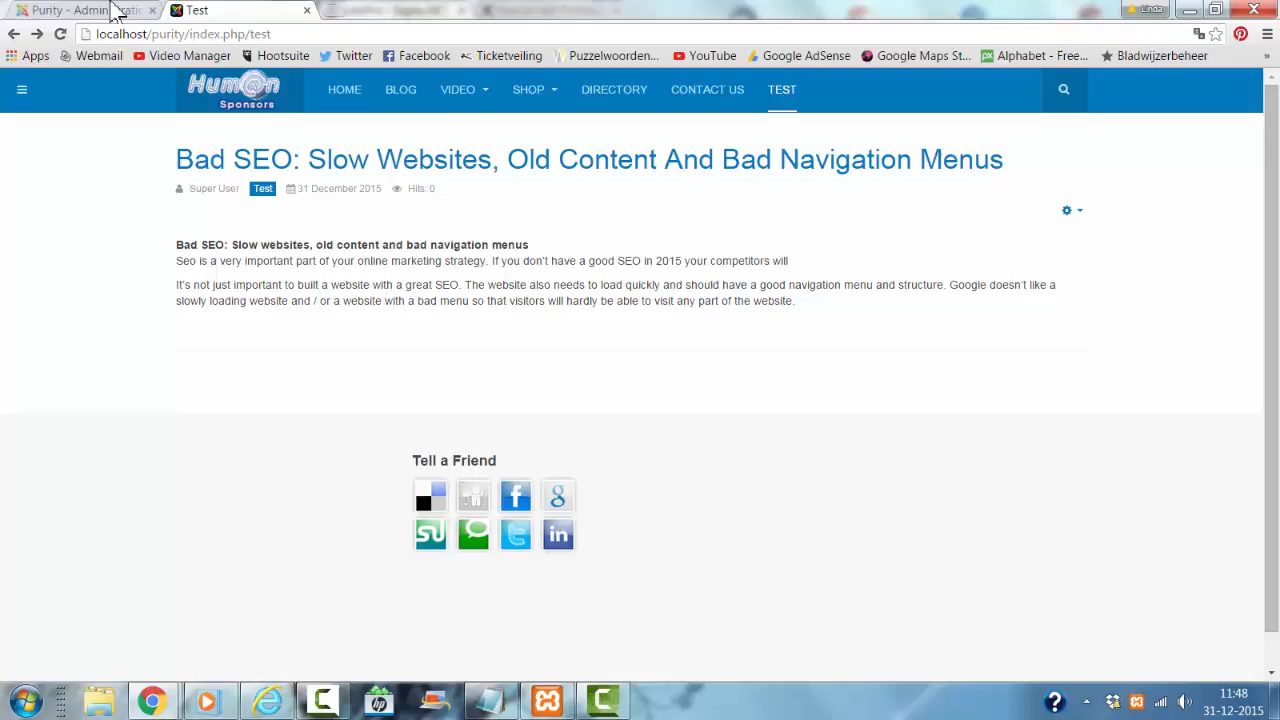 Purity - Administratio
Test
Linda
localhost/purity/index.php/test
Apps
Webmail
Video Manager
Hootsuite
Twitter
Facebook
Ticketveiling
Puzzelwoorden...
YouTube
Google AdSense
Google Maps St...
Alphabet - Free...
Bladwijzerbeheer
»
Hum@n
Sponsors
HOME
BLOG
VIDEO
SHOP
DIRECTORY
CONTACT US
TEST
Bad SEO: Slow Websites, Old Content And Bad Navigation Menus
Super User Test 31 December 2015 Hits: 0
Bad SEO: Slow websites, old content and bad navigation menus
Seo is a very important part of your online marketing strategy. If you don't have a good SEO in 2015 your competitors will
It's not just important to built a website with a great SEO. The website also needs to load quickly and should have a good navigation menu and structure. Google doesn't like a
slowly loading website and / or a website with a bad menu so that visitors will hardly be able to visit any part of the website.
Tell a Friend
11:48
31-12-2015